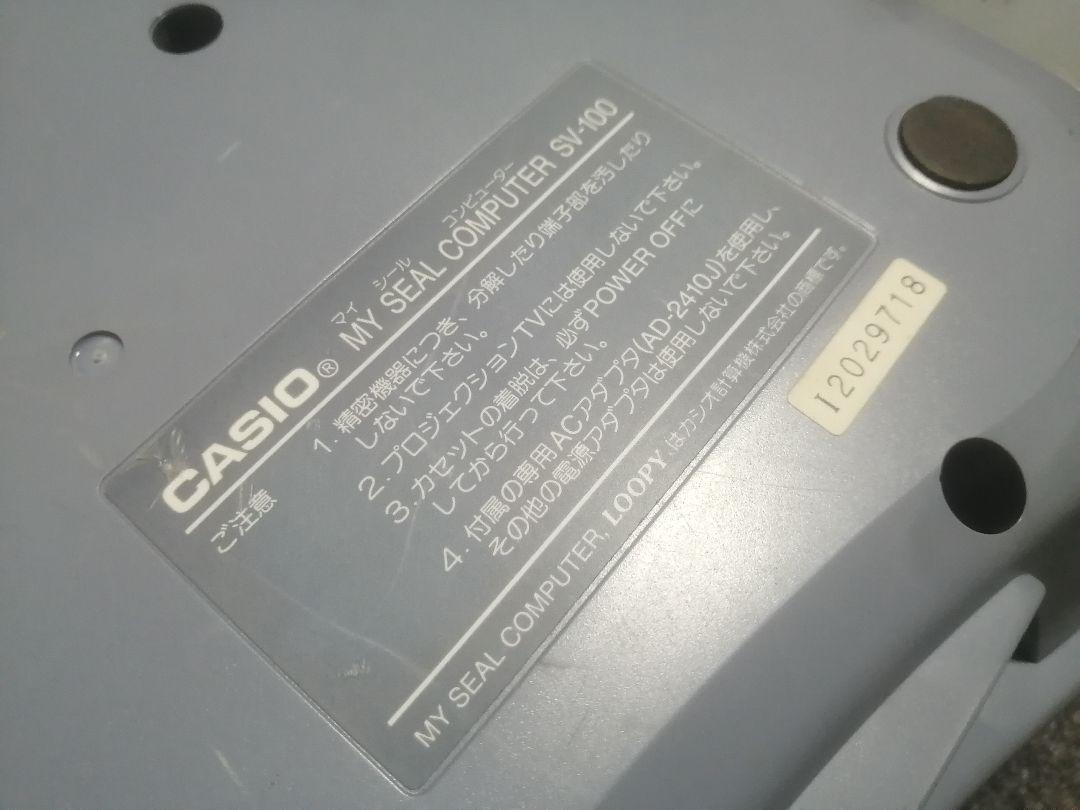 CASIO® MY SEAL COMPUTER SV-100
マイ シール コンピューター
ご注意
1. 精密機器につき、分解したり端子部を汚したり
しないで下さい。
2. プロジェクションTVには使用しないで下さい。
3. カセットの着脱は、必ずPOWER OFFに
してから行って下さい。
4. 付属の専用ACアダプタ(AD-2410J)を使用し、
その他の電源アダプタは使用しないで下さい。
MY SEAL COMPUTER, LOOPY はカシオ計算機株式会社の商標です。
I2029718